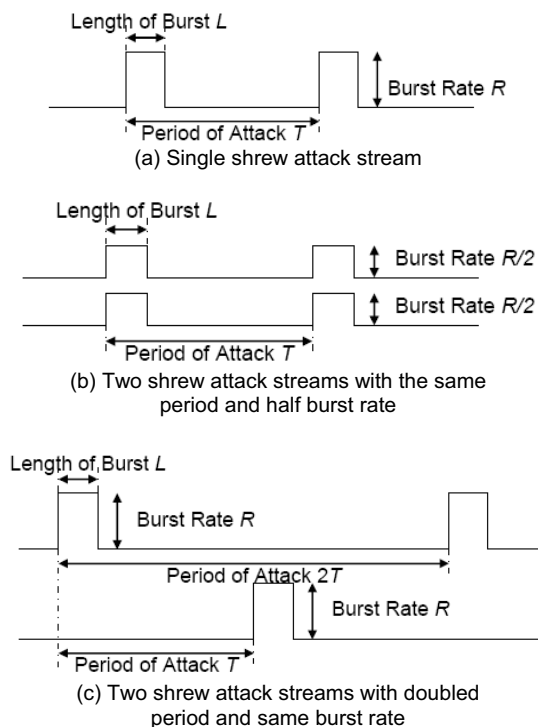 Length of Burst L
Burst Rate R
Period of Attack T
(a) Single shrew attack stream
Length of Burst L
Burst Rate R/2
Burst Rate R/2
Period of Attack T
(b) Two shrew attack streams with the same
period and half burst rate
Length of Burst L
Burst Rate R
Period of Attack 2T
Burst Rate R
Period of Attack T
(c) Two shrew attack streams with doubled
period and same burst rate